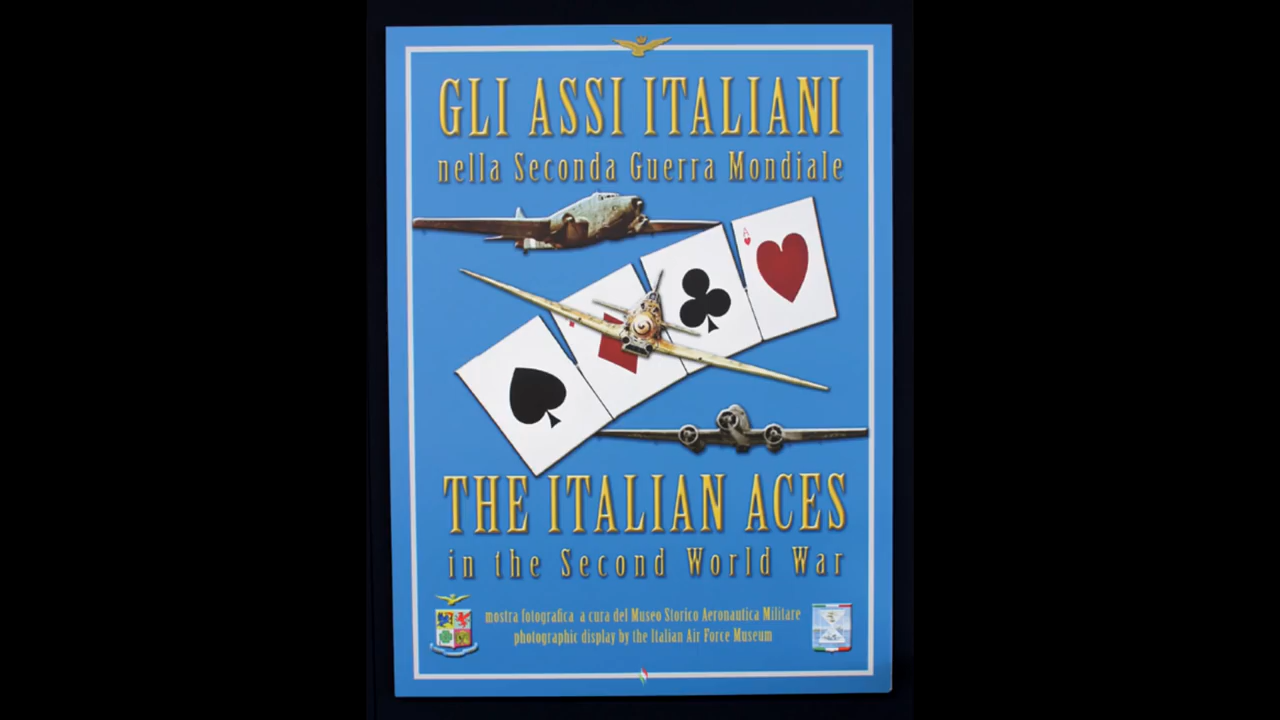 GLI ASSI ITALIANI
nella Seconda Guerra Mondiale
A
THE ITALIAN ACES
in the Second World War
mostra fotografica a cura del Museo Storico Aeronautica Militare
photographic display by the Italian Air Force Museum